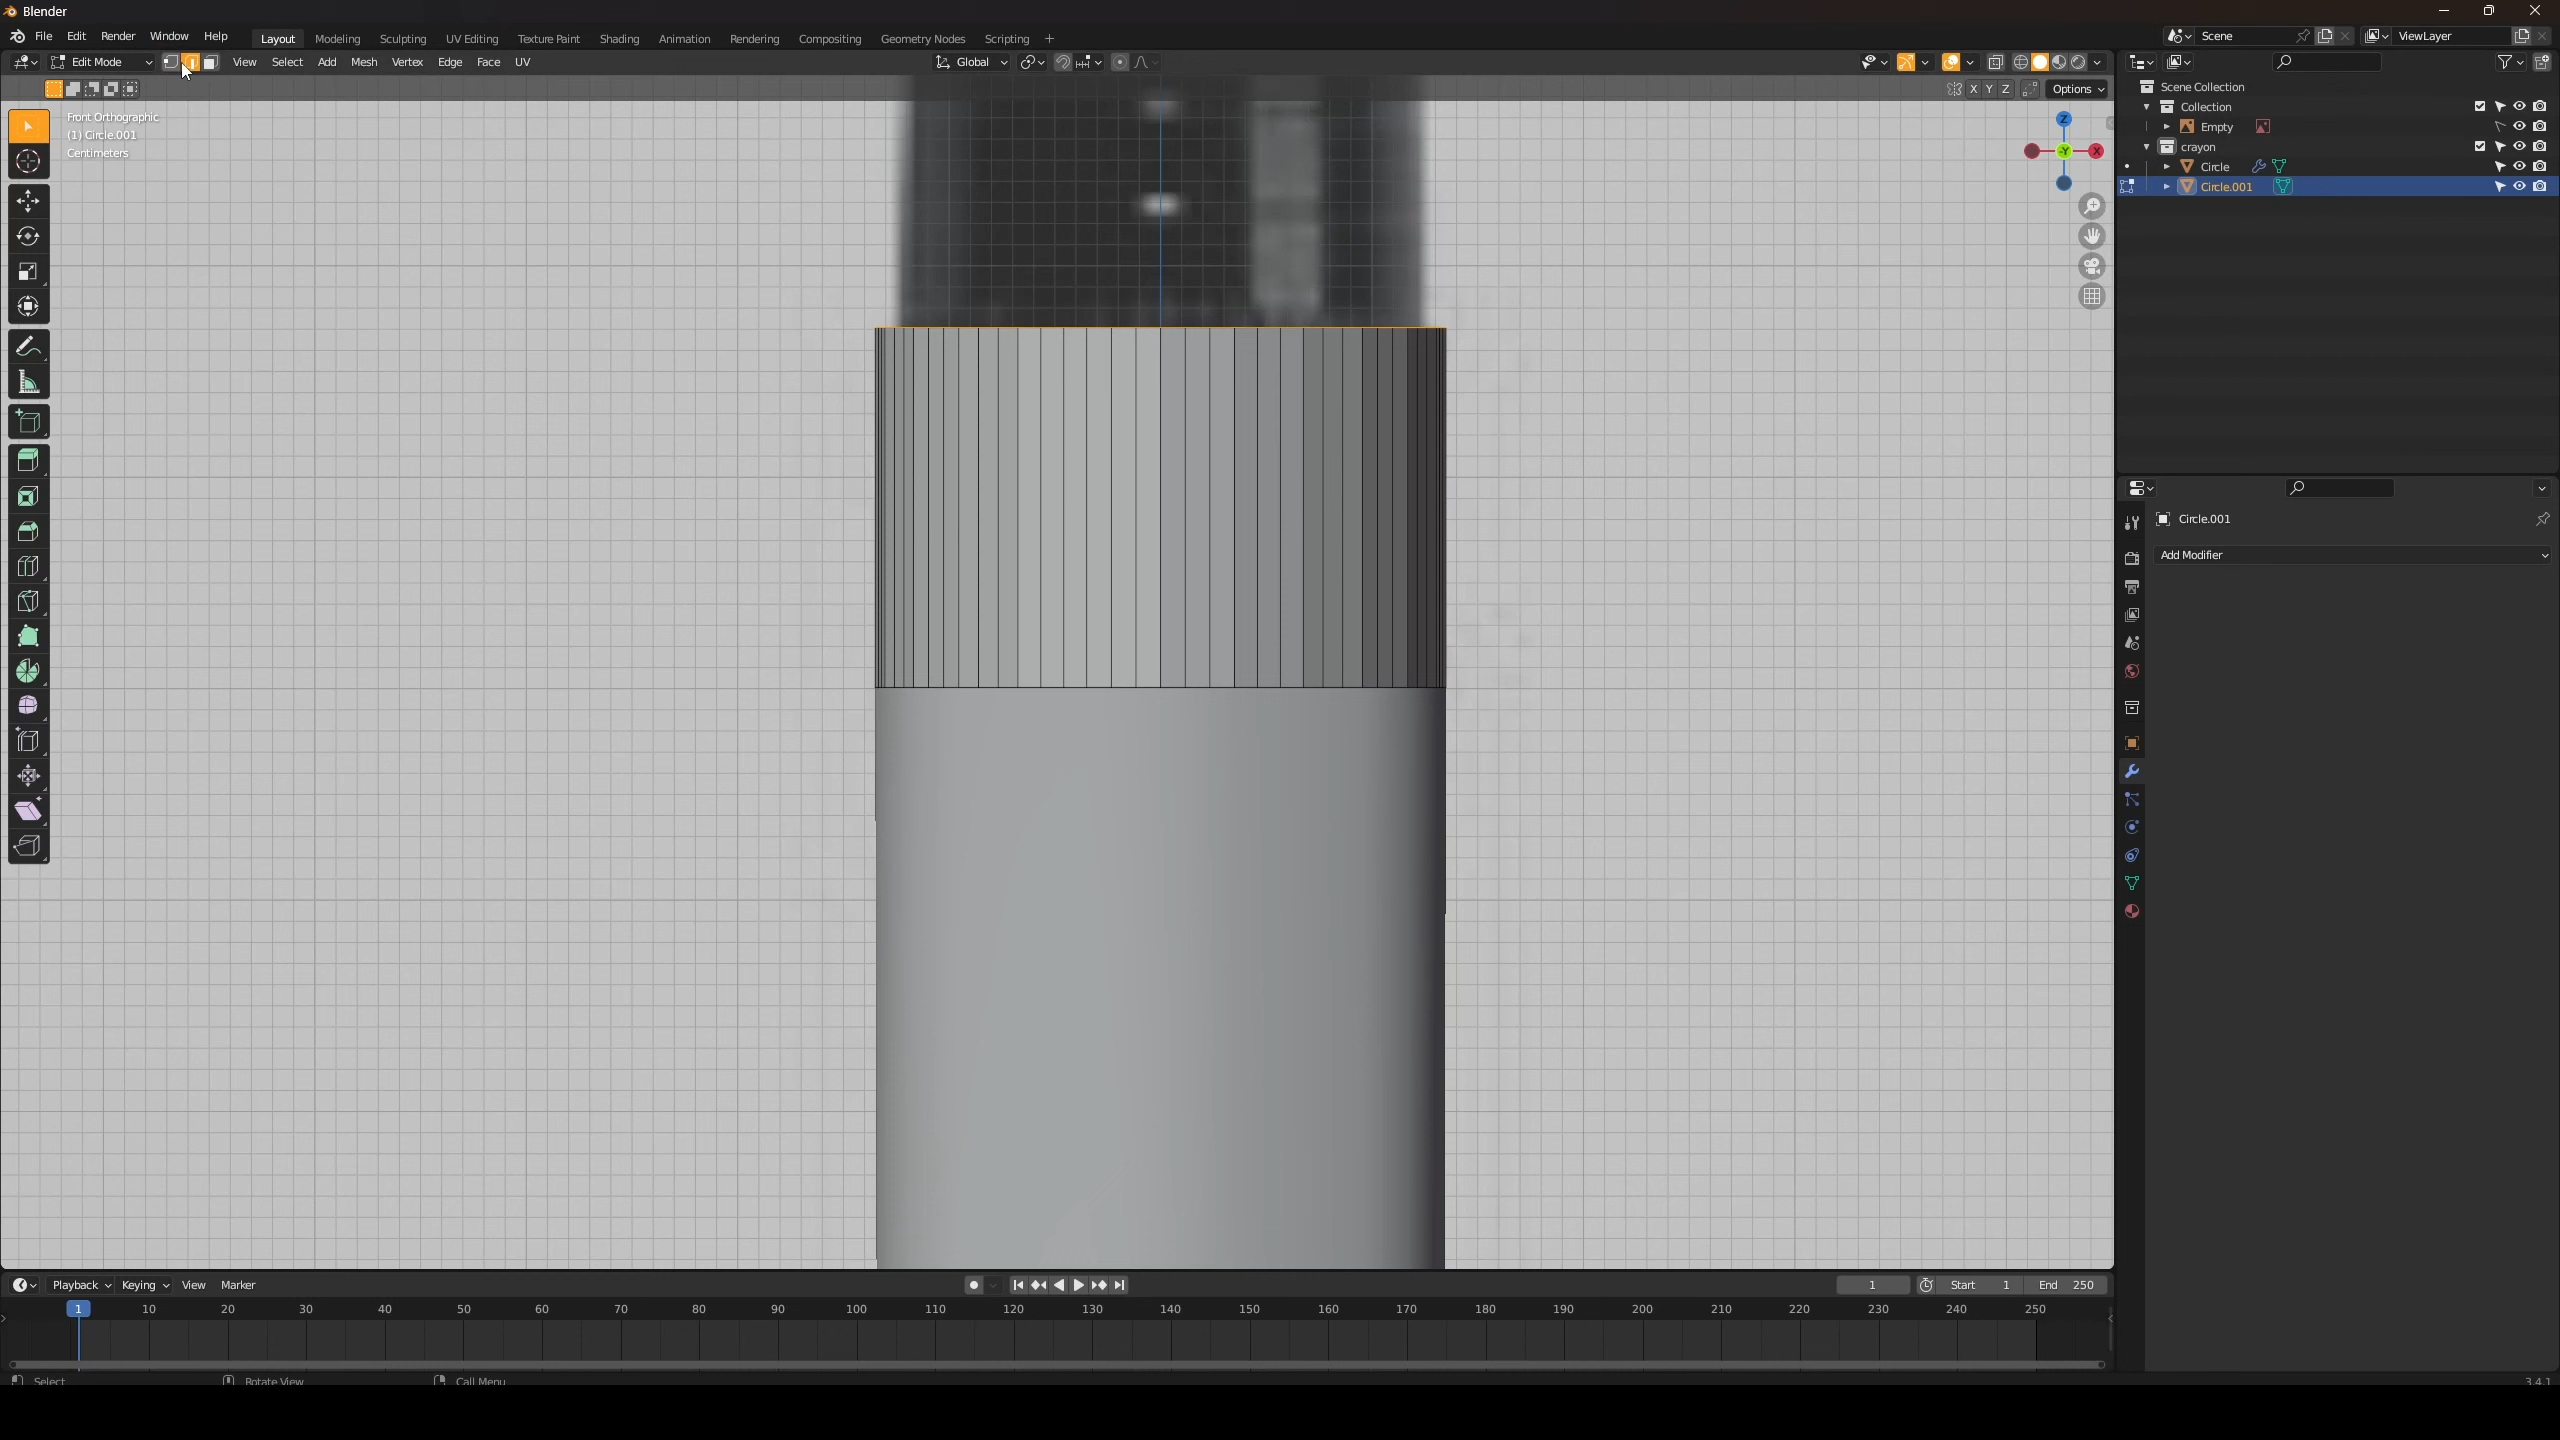 Blender
File Edit Render Window Help Layout Modeling Sculpting UV Editing Texture Paint Shading Animation Rendering Compositing Geometry Nodes Scripting + Scene ViewLayer
Edit Mode View Select Add Mesh Vertex Edge Face UV Global
X Y Z Options
Front Orthographic
(1) Circle.001
Centimeters
Z
-Y
X
Scene Collection
Collection
Empty
crayon
Circle
Circle.001
Circle.001
Add Modifier
Playback Keying View Marker 1 Start 1 End 250
1 10 20 30 40 50 60 70 80 90 100 110 120 130 140 150 160 170 180 190 200 210 220 230 240 250
Select Rotate View Call Menu 3.4.1